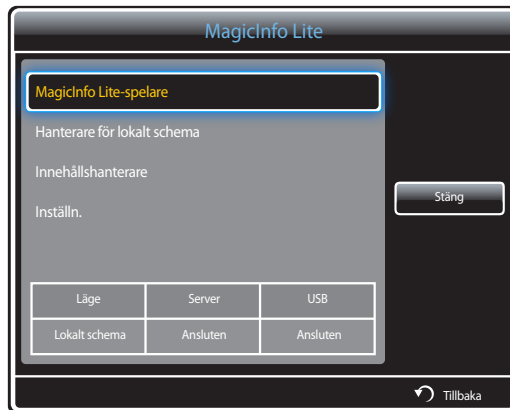 MagicInfo Lite
MagicInfo Lite-spelare
Hanterare för lokalt schema
Innehållshanterare
Inställn.
Stäng
Läge Server USB
Lokalt schema Ansluten Ansluten
Tillbaka